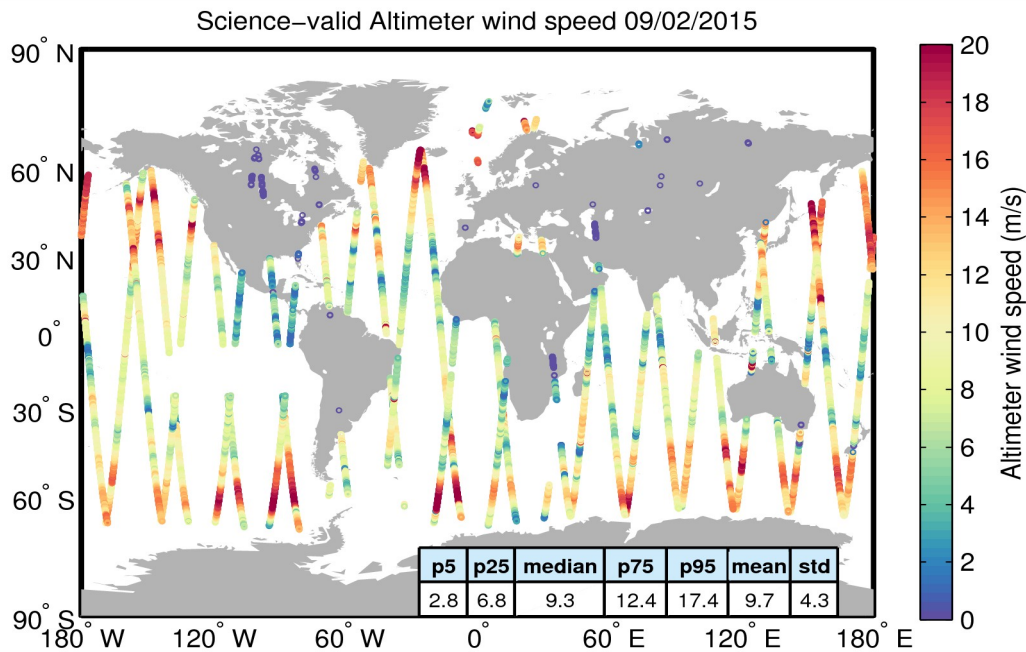 Science−valid Altimeter wind speed 09/02/2015
90° N
60° N
30° N
0°
30° S
60° S
90° S
180° W
120° W
60° W
0°
60° E
120° E
180° E
p5 p25 median p75 p95 mean std
2.8 6.8 9.3 12.4 17.4 9.7 4.3
20
18
16
14
12
10
8
6
4
2
0
Altimeter wind speed (m/s)